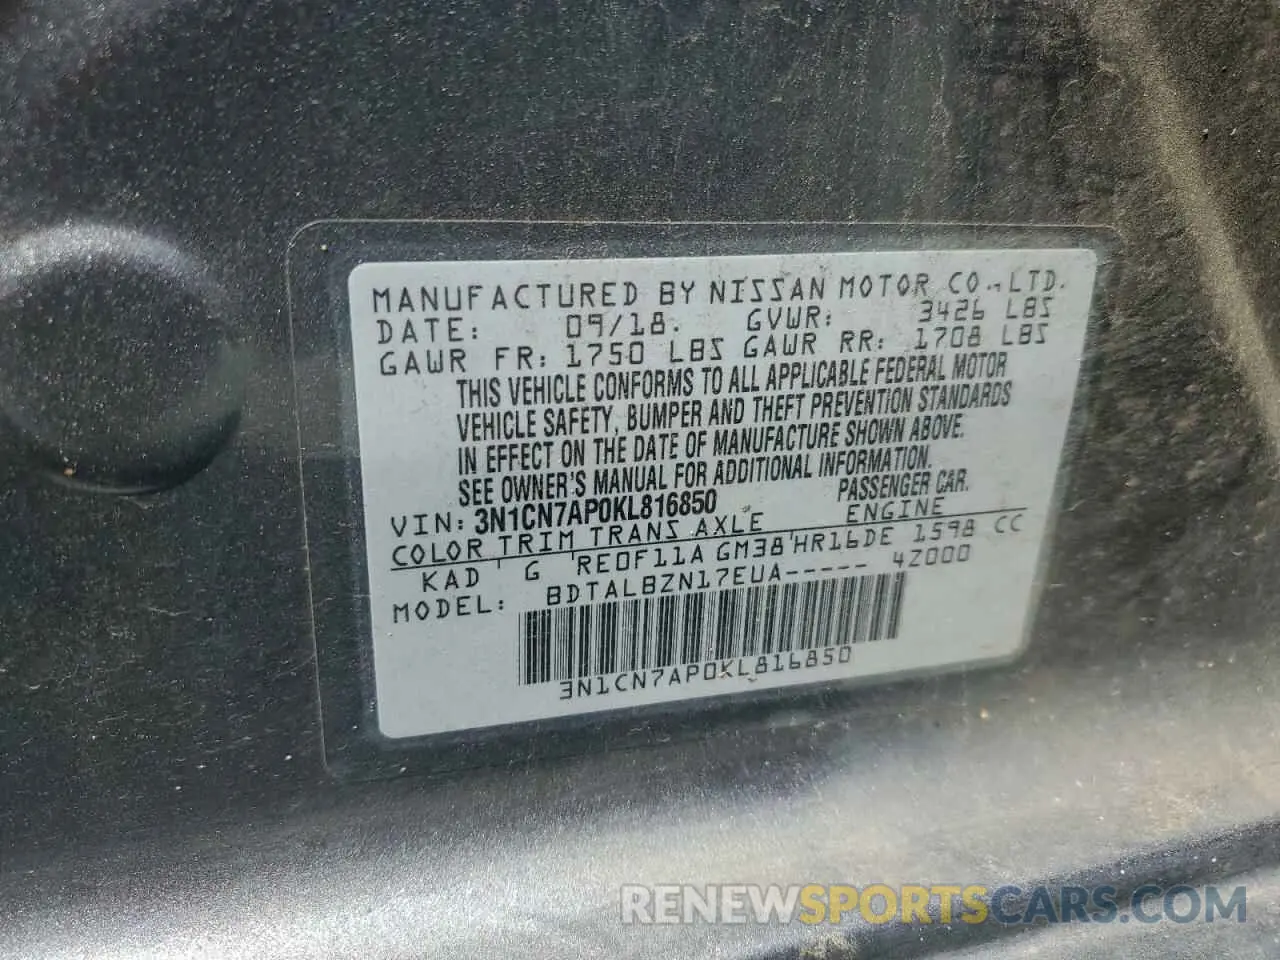 MANUFACTURED BY NISSAN MOTOR CO.,LTD.
DATE: 09/18. GVWR: 3426 LBS
GAWR FR: 1750 LBS GAWR RR: 1708 LBS
THIS VEHICLE CONFORMS TO ALL APPLICABLE FEDERAL MOTOR
VEHICLE SAFETY, BUMPER AND THEFT PREVENTION STANDARDS
IN EFFECT ON THE DATE OF MANUFACTURE SHOWN ABOVE.
SEE OWNER'S MANUAL FOR ADDITIONAL INFORMATION.
VIN: 3N1CN7AP0KL816850 PASSENGER CAR.
COLOR TRIM TRANS AXLE ENGINE
KAD ' G 'RE0F11A GM38'HR16DE 1598 CC
MODEL: BDTALBZN17EUA----- 4Z000
3N1CN7AP0KL816850
RENEWSPORTSCARS.COM